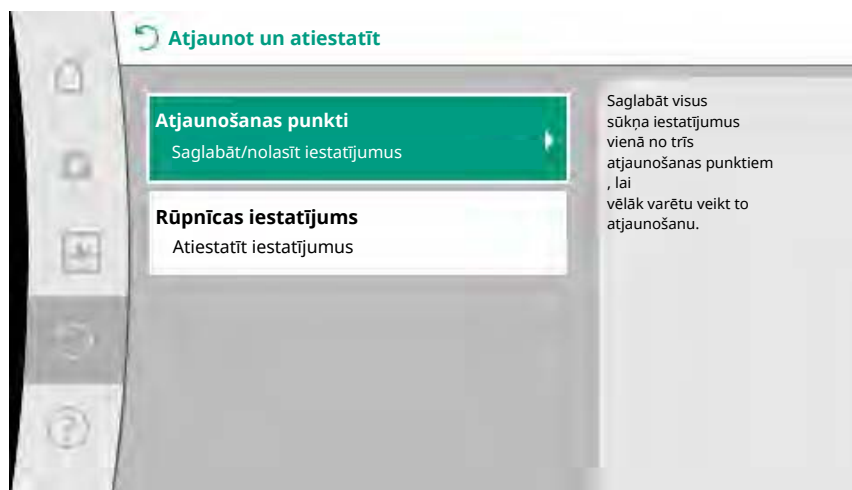 Atjaunot un atiestatīt
Atjaunošanas punkti
Saglabāt/nolasīt iestatījumus
Rūpnīcas iestatījums
Atiestatīt iestatījumus
Saglabāt visus
sūkņa iestatījumus
vienā no trīs
atjaunošanas punktiem
, lai
vēlāk varētu veikt to
atjaunošanu.